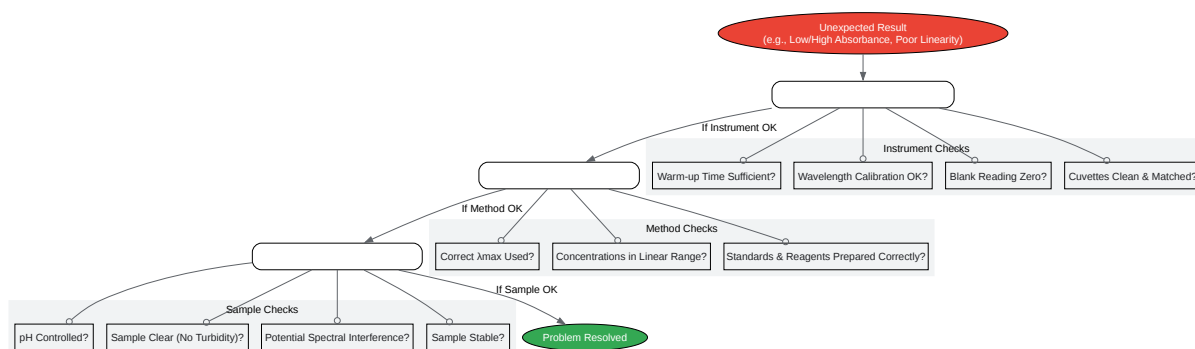 Unexpected Result
(e.g., Low/High Absorbance, Poor Linearity)
If Instrument OK
Instrument Checks
Warm-up Time Sufficient?
Wavelength Calibration OK?
Blank Reading Zero?
Cuvettes Clean & Matched?
If Method OK
Method Checks
Correct λmax Used?
Concentrations in Linear Range?
Standards & Reagents Prepared Correctly?
If Sample OK
Sample Checks
pH Controlled?
Sample Clear (No Turbidity)?
Potential Spectral Interference?
Sample Stable?
Problem Resolved